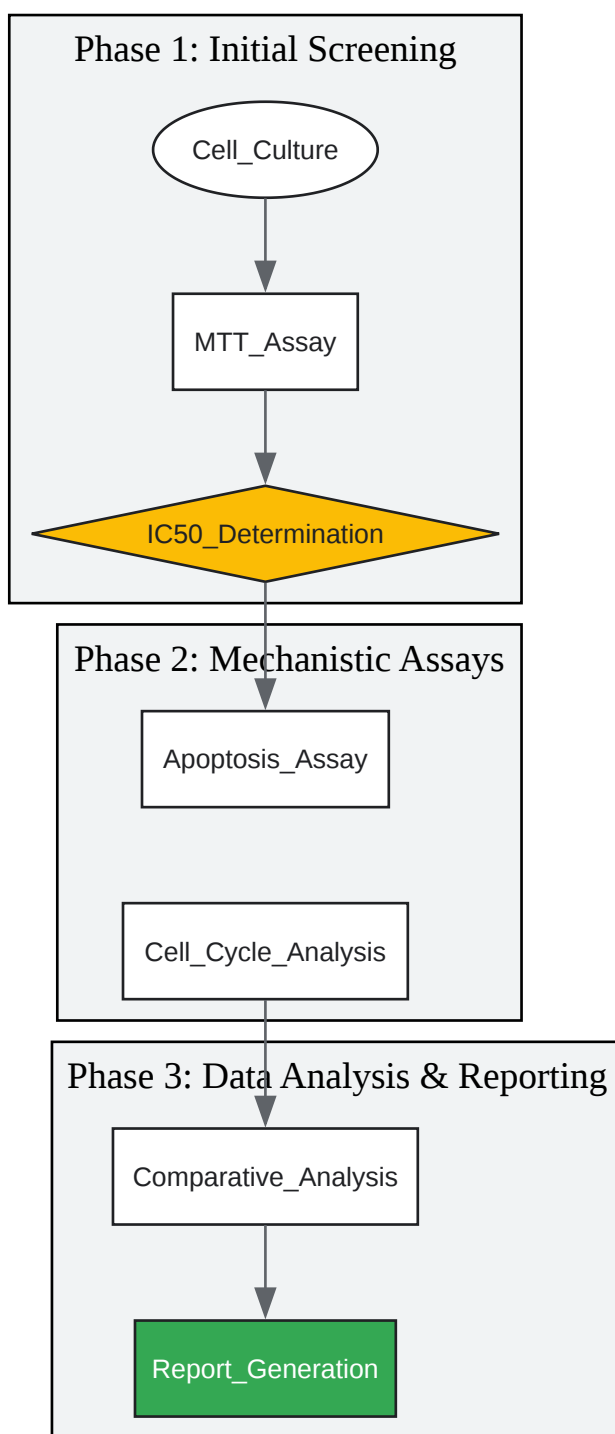 Phase 1: Initial Screening
Cell_Culture
MTT_Assay
IC50_Determination
Phase 2: Mechanistic Assays
Apoptosis_Assay
Cell_Cycle_Analysis
Phase 3: Data Analysis & Reporting
Comparative_Analysis
Report_Generation